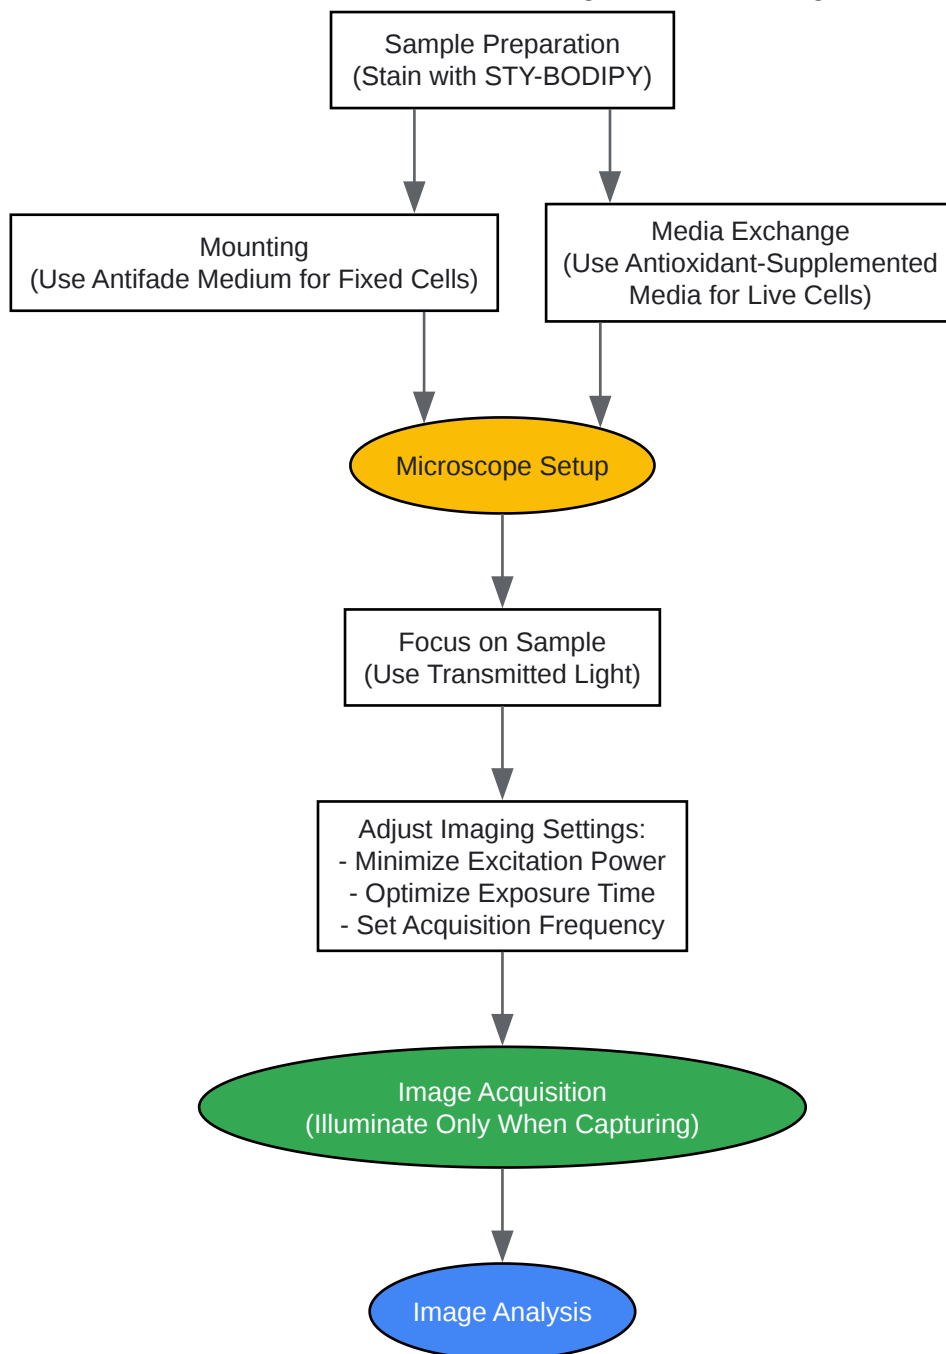 Sample Preparation
(Stain with STY-BODIPY)
Mounting
(Use Antifade Medium for Fixed Cells)
Media Exchange
(Use Antioxidant-Supplemented
Media for Live Cells)
Microscope Setup
Focus on Sample
(Use Transmitted Light)
Adjust Imaging Settings:
- Minimize Excitation Power
- Optimize Exposure Time
- Set Acquisition Frequency
Image Acquisition
(Illuminate Only When Capturing)
Image Analysis